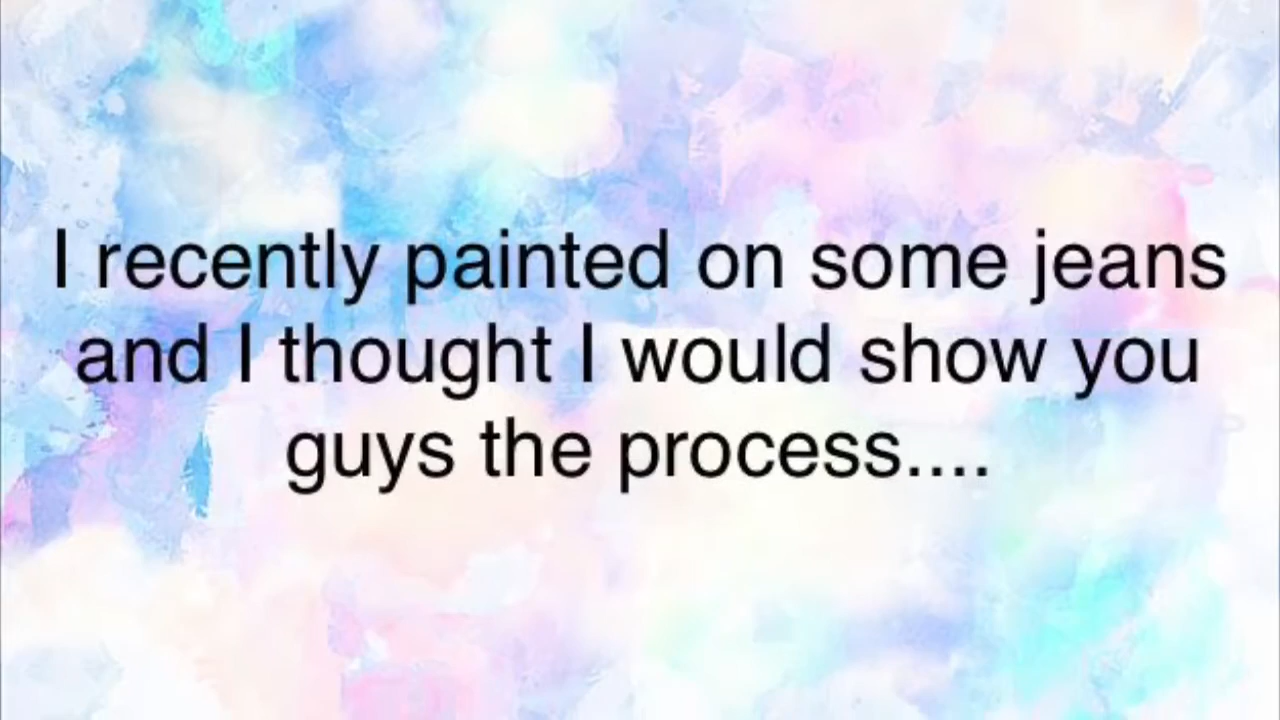 I recently painted on some jeans
and I thought I would show you
guys the process....